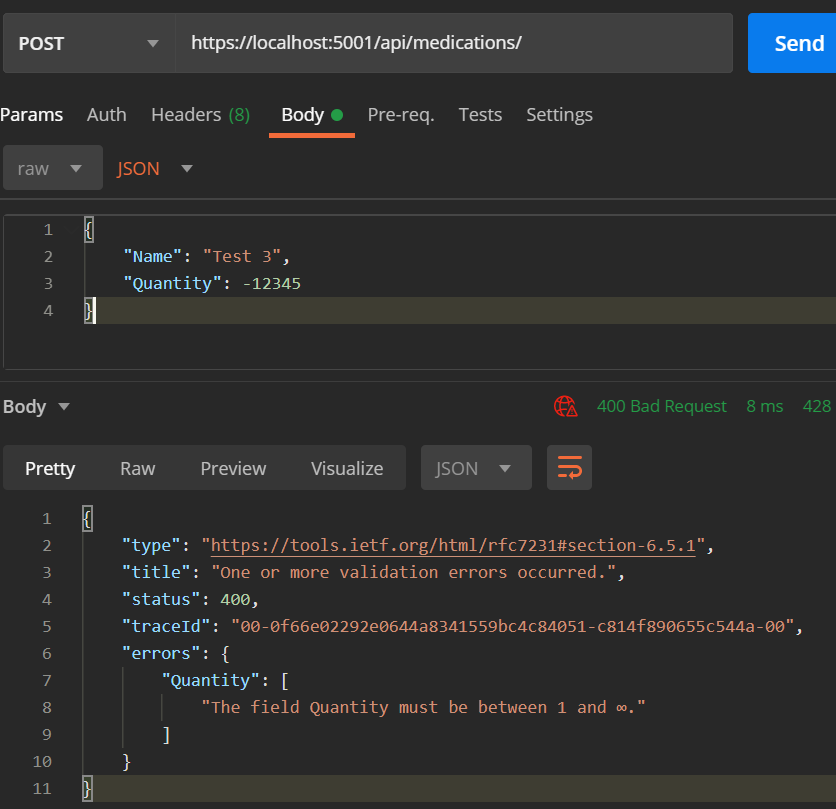 POST https://localhost:5001/api/medications/ Send
Params Auth Headers (8) Body Pre-req. Tests Settings
raw JSON
1 {
2 "Name": "Test 3",
3 "Quantity": -12345
4 }
Body 400 Bad Request 8 ms 428
Pretty Raw Preview Visualize JSON
1 {
2 "type": "https://tools.ietf.org/html/rfc7231#section-6.5.1",
3 "title": "One or more validation errors occurred.",
4 "status": 400,
5 "traceId": "00-0f66e02292e0644a8341559bc4c84051-c814f890655c544a-00",
6 "errors": {
7 "Quantity": [
8 "The field Quantity must be between 1 and ∞."
9 ]
10 }
11 }